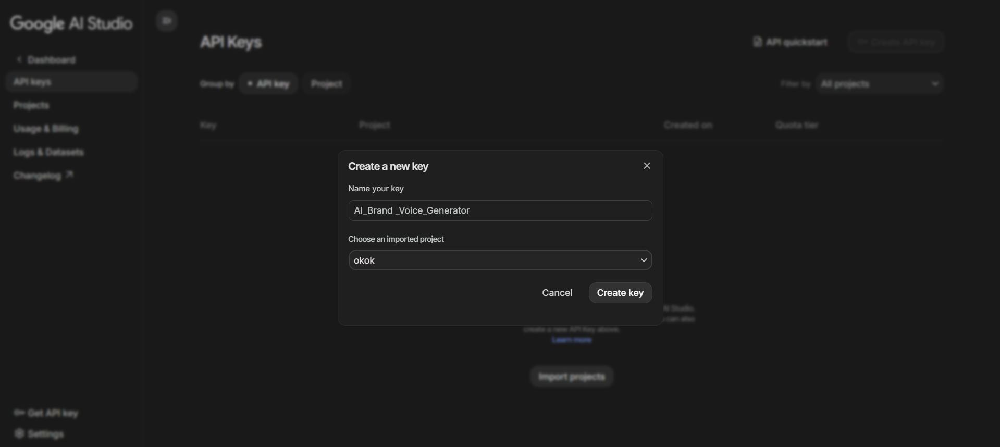 Google AI Studio
Dashboard
API keys
Projects
Usage & Billing
Logs & Datasets
Changelog
Get API key
Settings
API Keys
API quickstart
Create API key
Group by
API key
Project
Filter by
All projects
Key
Project
Created on
Quota tier
Create a new key
Name your key
AI_Brand _Voice_Generator
Choose an imported project
okok
Cancel
Create key
AI Studio.
can also
create a new API Key above.
Learn more
Import projects